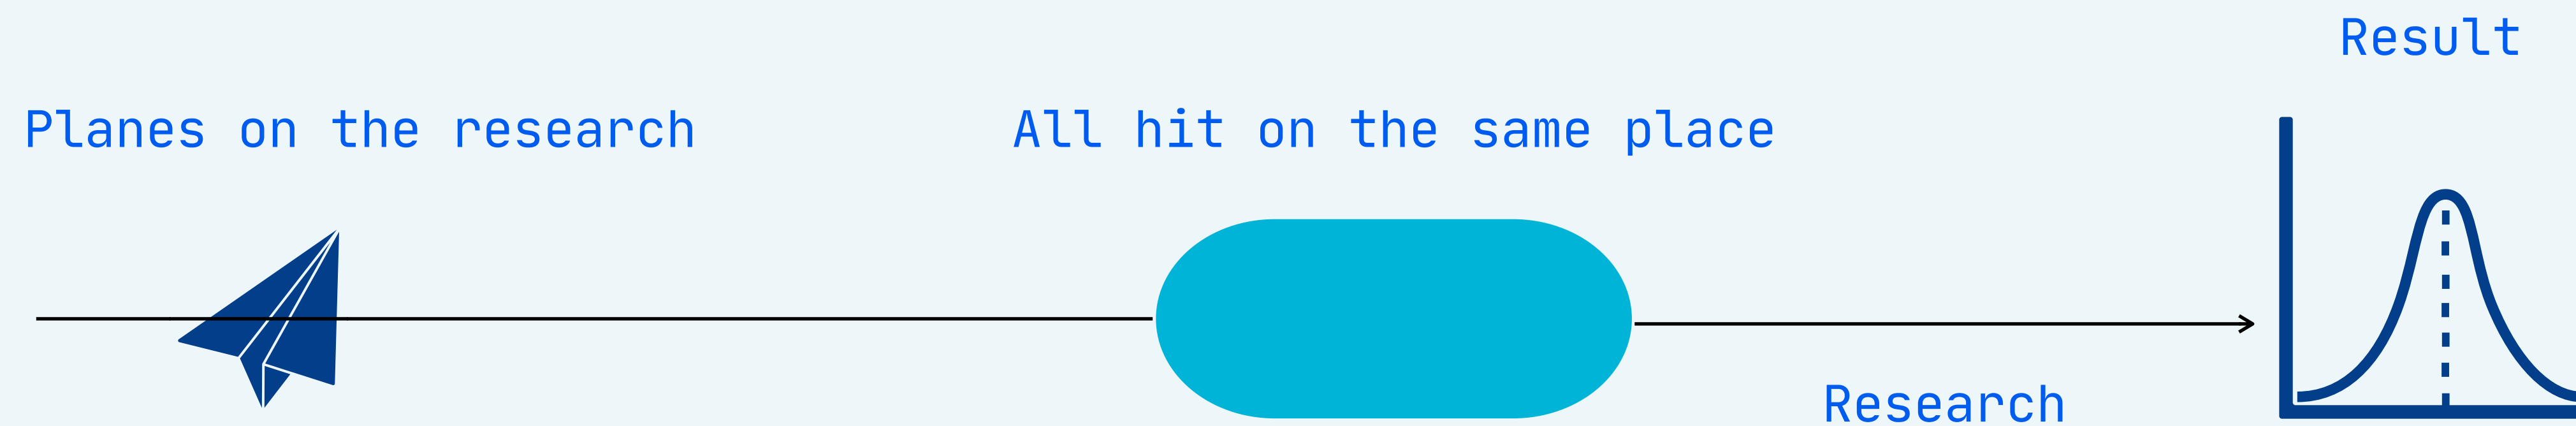 Result
Planes on the research
All hit on the same place
Research